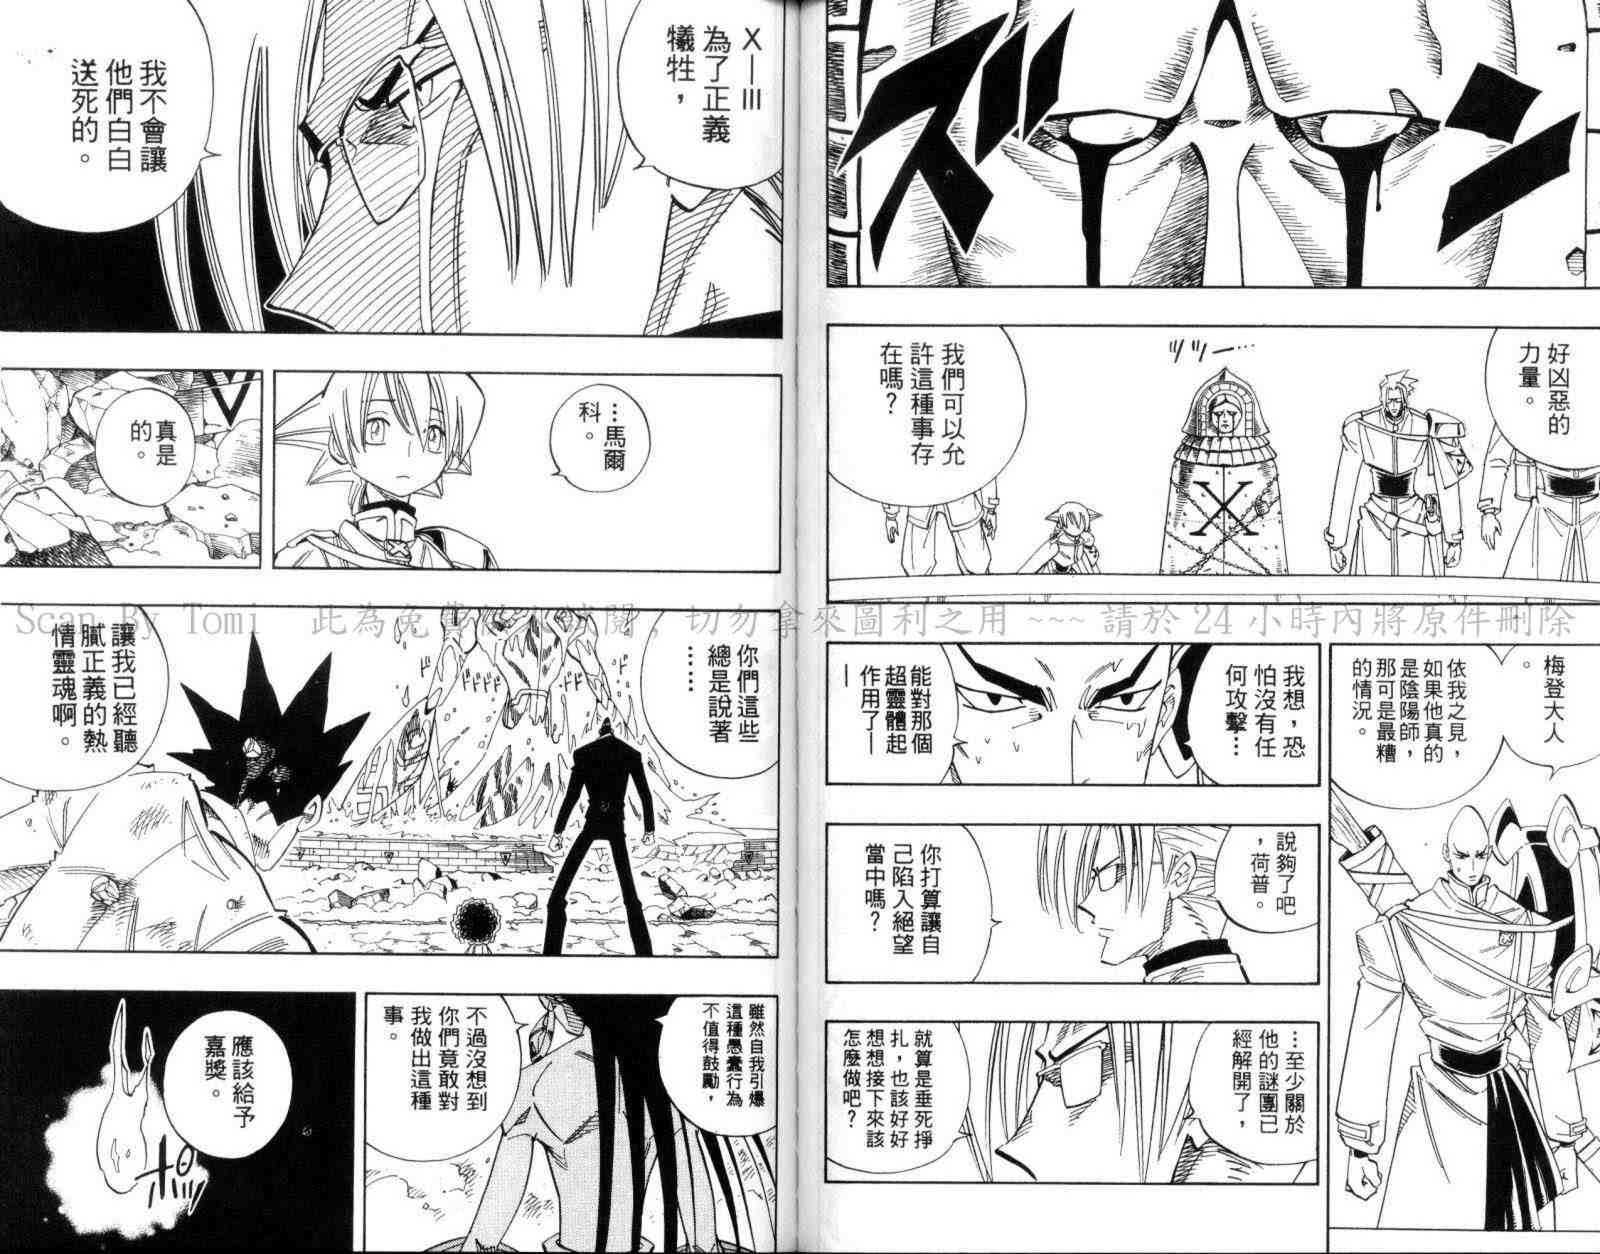 ズン
好凶惡的
力量。
ツツー…
我們可以允
許這種事存
在嗎？
X
梅登大人
。
依我之見，
如果他真的
是陰陽師，
那可是最糟
的情況。
我想，恐
怕沒有任
何攻擊…
能對那個
超靈體起
作用了—
說夠了吧
，荷普。
你打算讓自
己陷入絕望
當中嗎？
…至少關於
他的謎團已
經解開了，
就算是垂死掙
扎，也該好好
想想接下來該
怎麼做吧？
X—III
為了正義
犧牲，
我不會讓
他們白白
送死的。
…馬爾
科。
真是
的。
你們這些
總是說著
……
ドドドド
讓我已經聽
膩正義的熱
情靈魂啊。
雖然自我引爆
這種愚蠢行為
不值得鼓勵，
不過沒想到
你們竟敢對
我做出這種
事。
應該給予
嘉獎。
ポッ
Scan By Tomi
切勿拿來圖利之用 ~~~ 請於 24 小時內將原件刪除